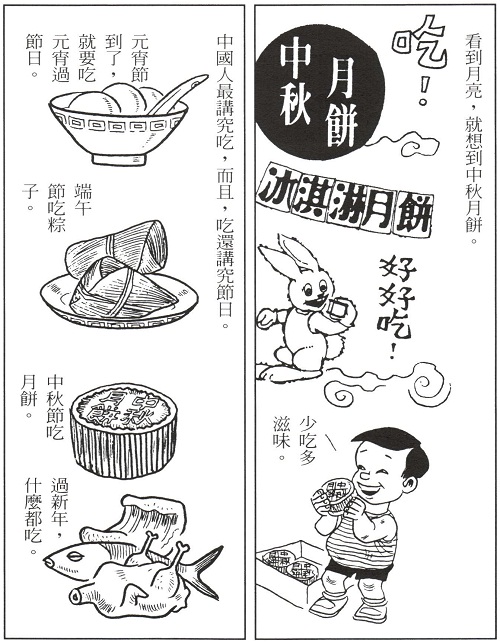 看到月亮，就想到中秋月餅。
吃！
中秋
月餅
冰淇淋月餅
好好吃！
少吃多
滋味。
中國人最講究吃，而且，吃還講究節日。
元宵節
到了，
就要吃
元宵過
節日。
端午
節吃粽
子。
中秋節吃
月餅。
中秋
月餅
過新年，
什麼都吃。